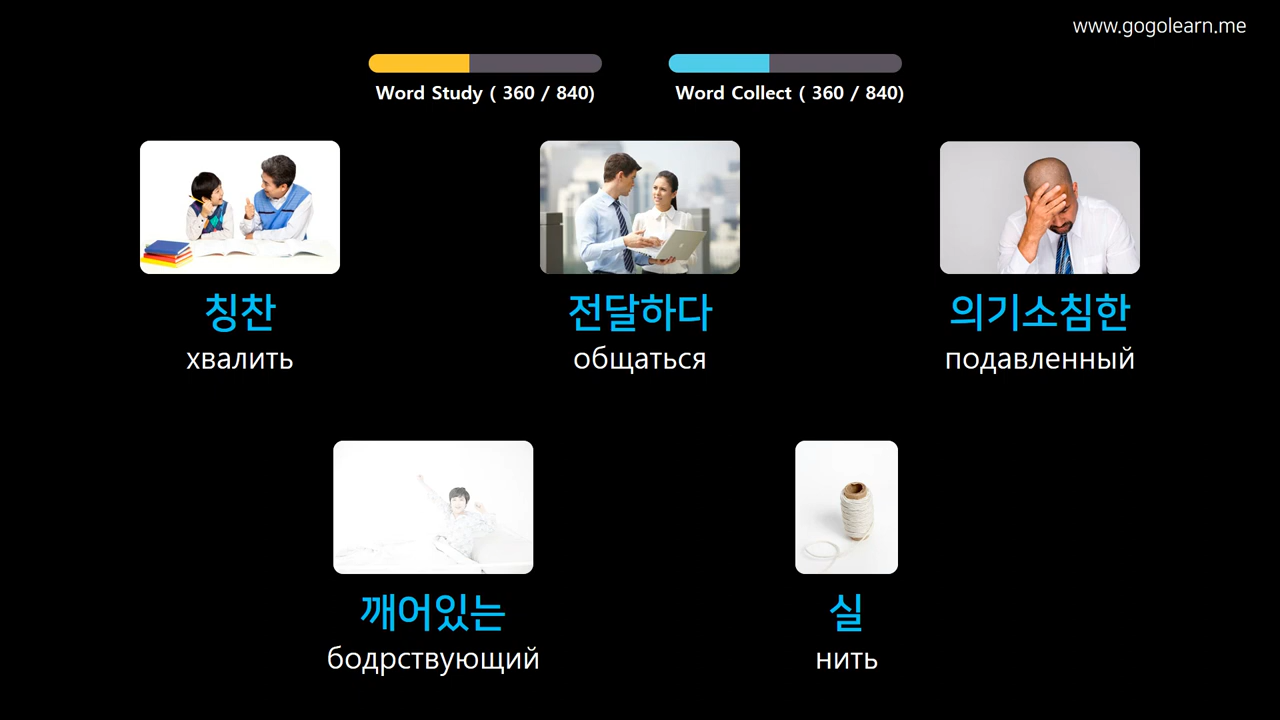 www.gogolearn.me
Word Study ( 360 / 840)
Word Collect ( 360 / 840)
칭찬
хвалить
전달하다
общаться
의기소침한
подавленный
깨어있는
бодрствующий
실
нить